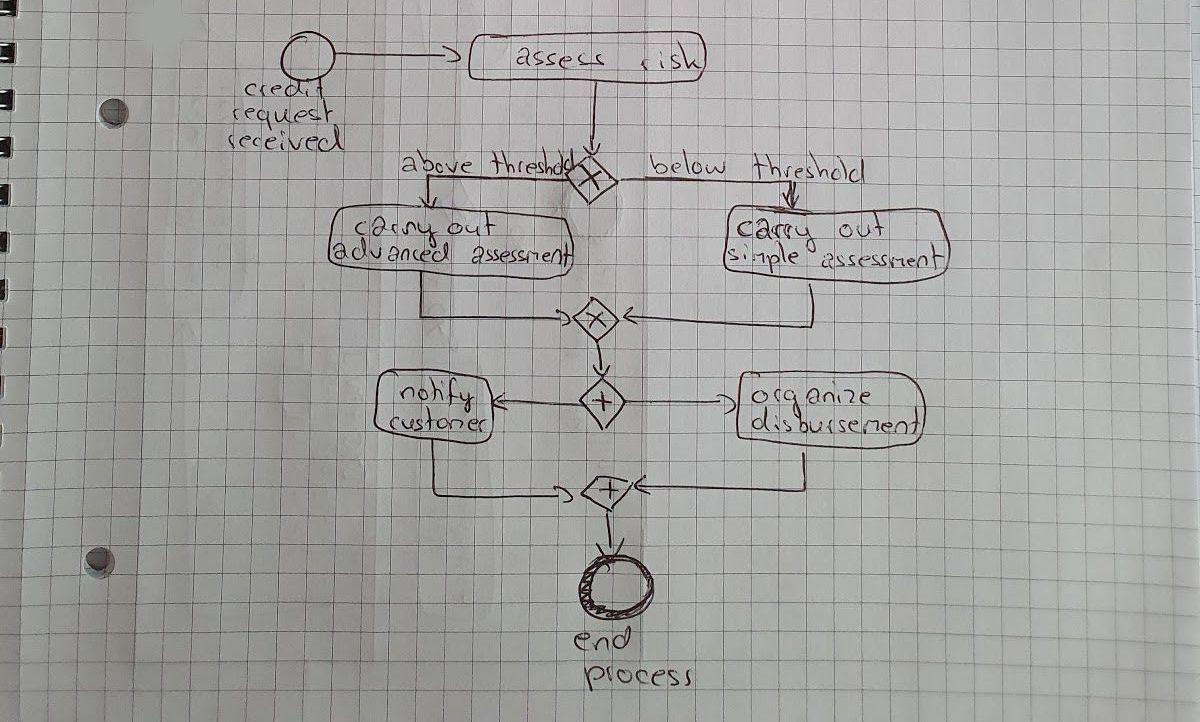 assess risk
credit
request
received
above threshold
below threshold
carry out
advanced assessment
carry out
simple assessment
notify
customer
organize
disbursement
end
process